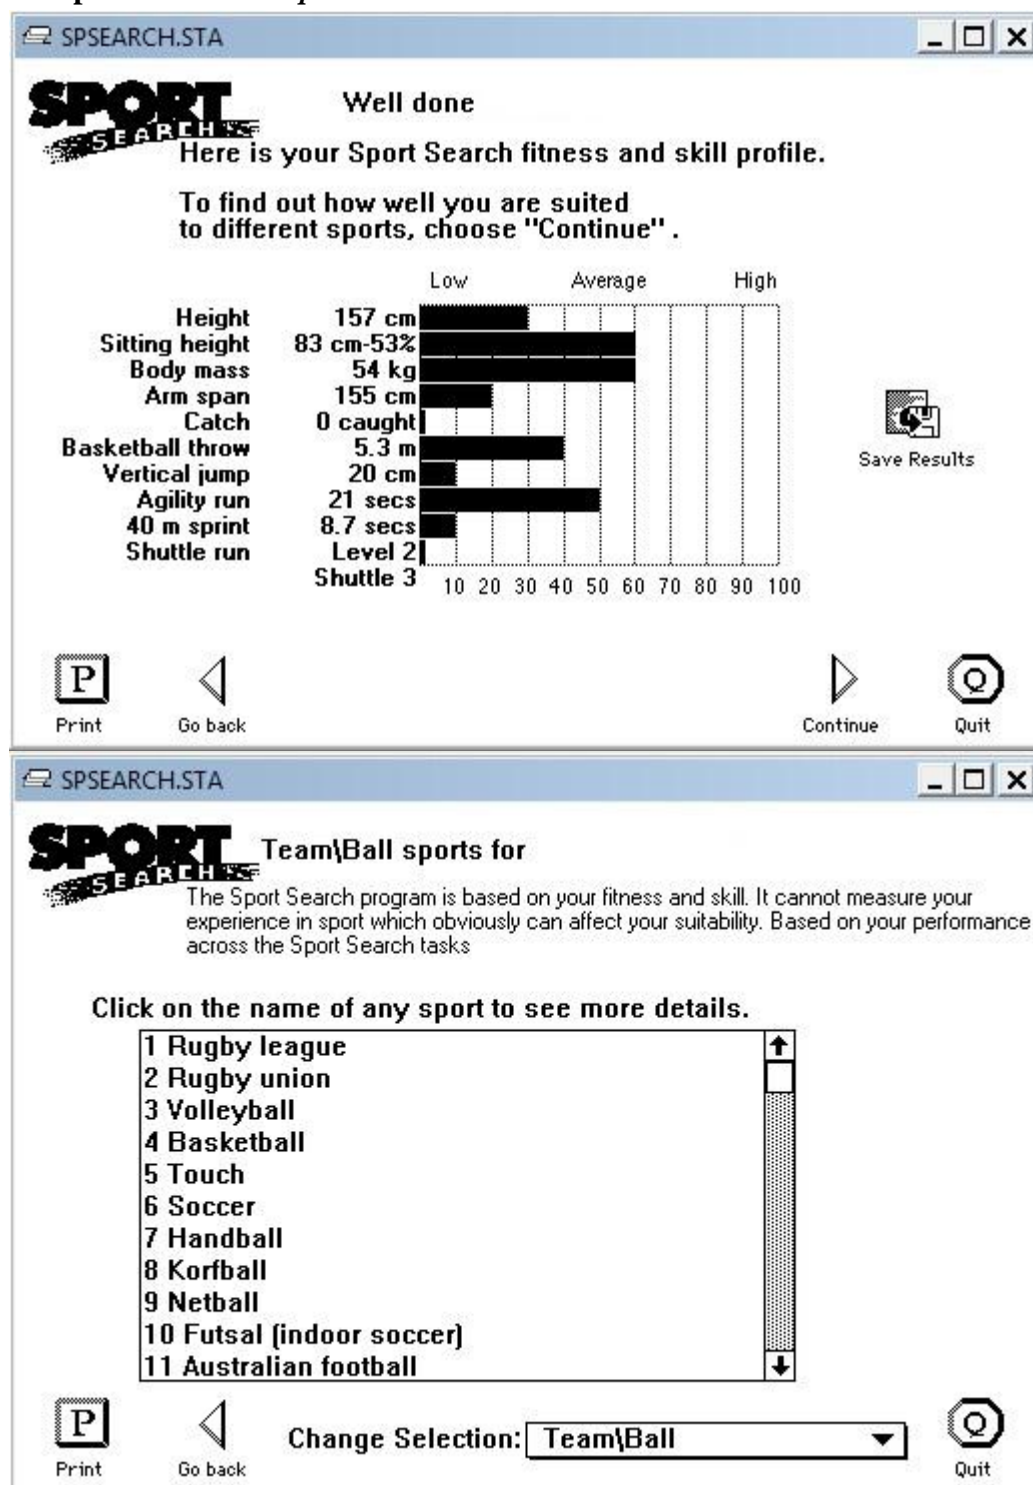 SPSEARCH.STA
SPORT
SEARCH
Well done
Here is your Sport Search fitness and skill profile.
To find out how well you are suited
to different sports, choose "Continue" .
Low Average High
Height 157 cm
Sitting height 83 cm-53%
Body mass 54 kg
Arm span 155 cm
Catch 0 caught
Basketball throw 5.3 m
Vertical jump 20 cm
Agility run 21 secs
40 m sprint 8.7 secs
Shuttle run Level 2
Shuttle 3
10 20 30 40 50 60 70 80 90 100
Save Results
P
Print
Go back
Continue
Q
Quit
SPSEARCH.STA
SPORT
SEARCH
Team\Ball sports for
The Sport Search program is based on your fitness and skill. It cannot measure your
experience in sport which obviously can affect your suitability. Based on your performance
across the Sport Search tasks
Click on the name of any sport to see more details.
1 Rugby league
2 Rugby union
3 Volleyball
4 Basketball
5 Touch
6 Soccer
7 Handball
8 Korfball
9 Netball
10 Futsal (indoor soccer)
11 Australian football
P
Print
Go back
Change Selection: Team\Ball
Q
Quit